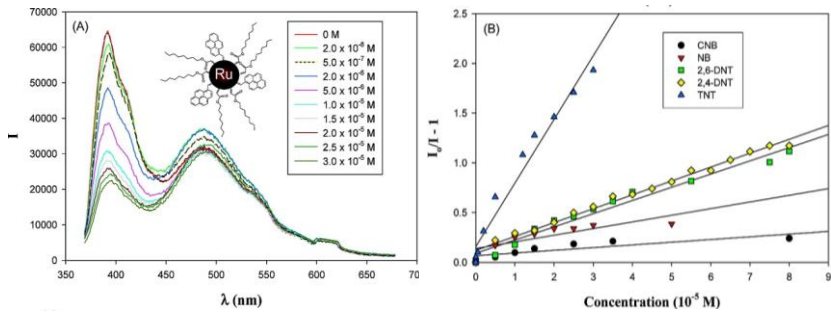 (A)
I
70000
60000
50000
40000
30000
20000
10000
0
350
400
450
500
550
600
650
70
λ (nm)
Ru
0 M
2.0 x 10⁻⁸ M
5.0 x 10⁻⁷ M
2.0 x 10⁻⁶ M
5.0 x 10⁻⁶ M
1.0 x 10⁻⁵ M
1.5 x 10⁻⁵ M
2.0 x 10⁻⁵ M
2.5 x 10⁻⁵ M
3.0 x 10⁻⁵ M
(B)
I₀/I - 1
2.5
2.0
1.5
1.0
0.5
0.0
0
1
2
3
4
5
6
7
8
9
Concentration (10⁻⁵ M)
CNB
NB
2,6-DNT
2,4-DNT
TNT